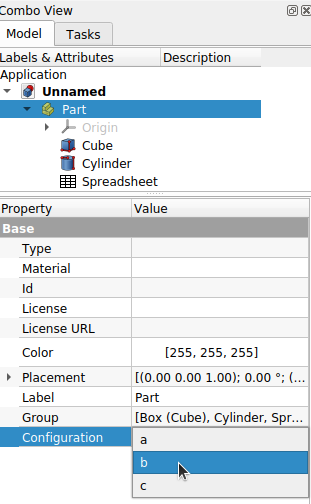 Combo View
Model Tasks
Labels & Attributes Description
Application
Unnamed
Part
Origin
Cube
Cylinder
Spreadsheet
Property Value
Base
Type
Material
Id
License
License URL
Color [255, 255, 255]
Placement [(0.00 0.00 1.00); 0.00 °; (...
Label Part
Group [Box (Cube), Cylinder, Spr...
Configuration
a
b
c